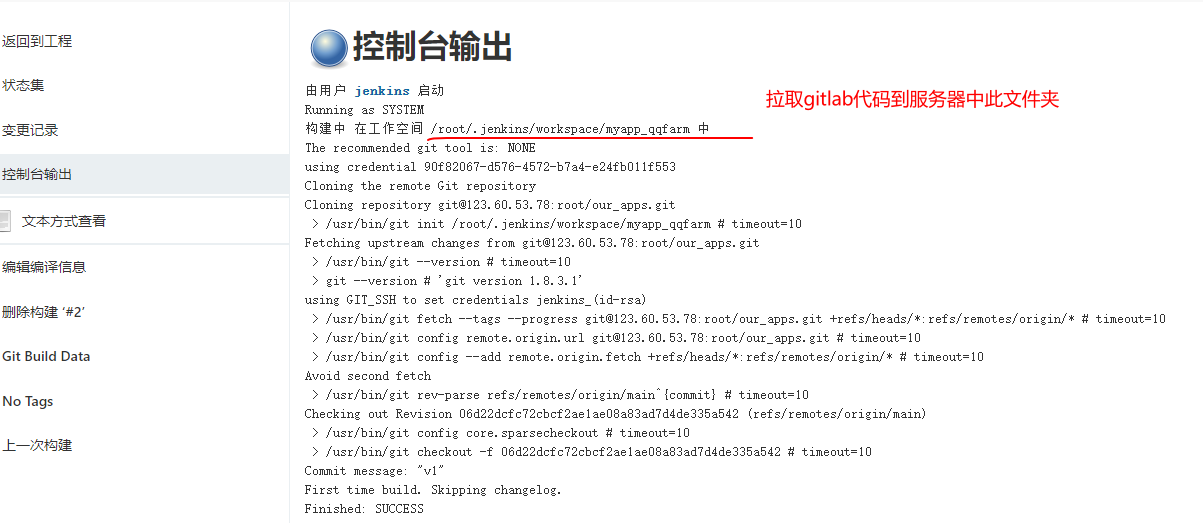 返回到工程
状态集
变更记录
控制台输出
文本方式查看
编辑编译信息
删除构建 ‘#2’
Git Build Data
No Tags
上一次构建
控制台输出
拉取gitlab代码到服务器中此文件夹
由用户 jenkins 启动
Running as SYSTEM
构建中 在工作空间 /root/.jenkins/workspace/myapp_qqfarm 中
The recommended git tool is: NONE
using credential 90f82067-d576-4572-b7a4-e24fb011f553
Cloning the remote Git repository
Cloning repository git@123.60.53.78:root/our_apps.git
 > /usr/bin/git init /root/.jenkins/workspace/myapp_qqfarm # timeout=10
Fetching upstream changes from git@123.60.53.78:root/our_apps.git
 > /usr/bin/git --version # timeout=10
 > git --version # 'git version 1.8.3.1'
using GIT_SSH to set credentials jenkins_(id-rsa)
 > /usr/bin/git fetch --tags --progress git@123.60.53.78:root/our_apps.git +refs/heads/*:refs/remotes/origin/* # timeout=10
 > /usr/bin/git config remote.origin.url git@123.60.53.78:root/our_apps.git # timeout=10
 > /usr/bin/git config --add remote.origin.fetch +refs/heads/*:refs/remotes/origin/* # timeout=10
Avoid second fetch
 > /usr/bin/git rev-parse refs/remotes/origin/main^{commit} # timeout=10
Checking out Revision 06d22dcfc72cbcf2ae1ae08a83ad7d4de335a542 (refs/remotes/origin/main)
 > /usr/bin/git config core.sparsecheckout # timeout=10
 > /usr/bin/git checkout -f 06d22dcfc72cbcf2ae1ae08a83ad7d4de335a542 # timeout=10
Commit message: "v1"
First time build. Skipping changelog.
Finished: SUCCESS